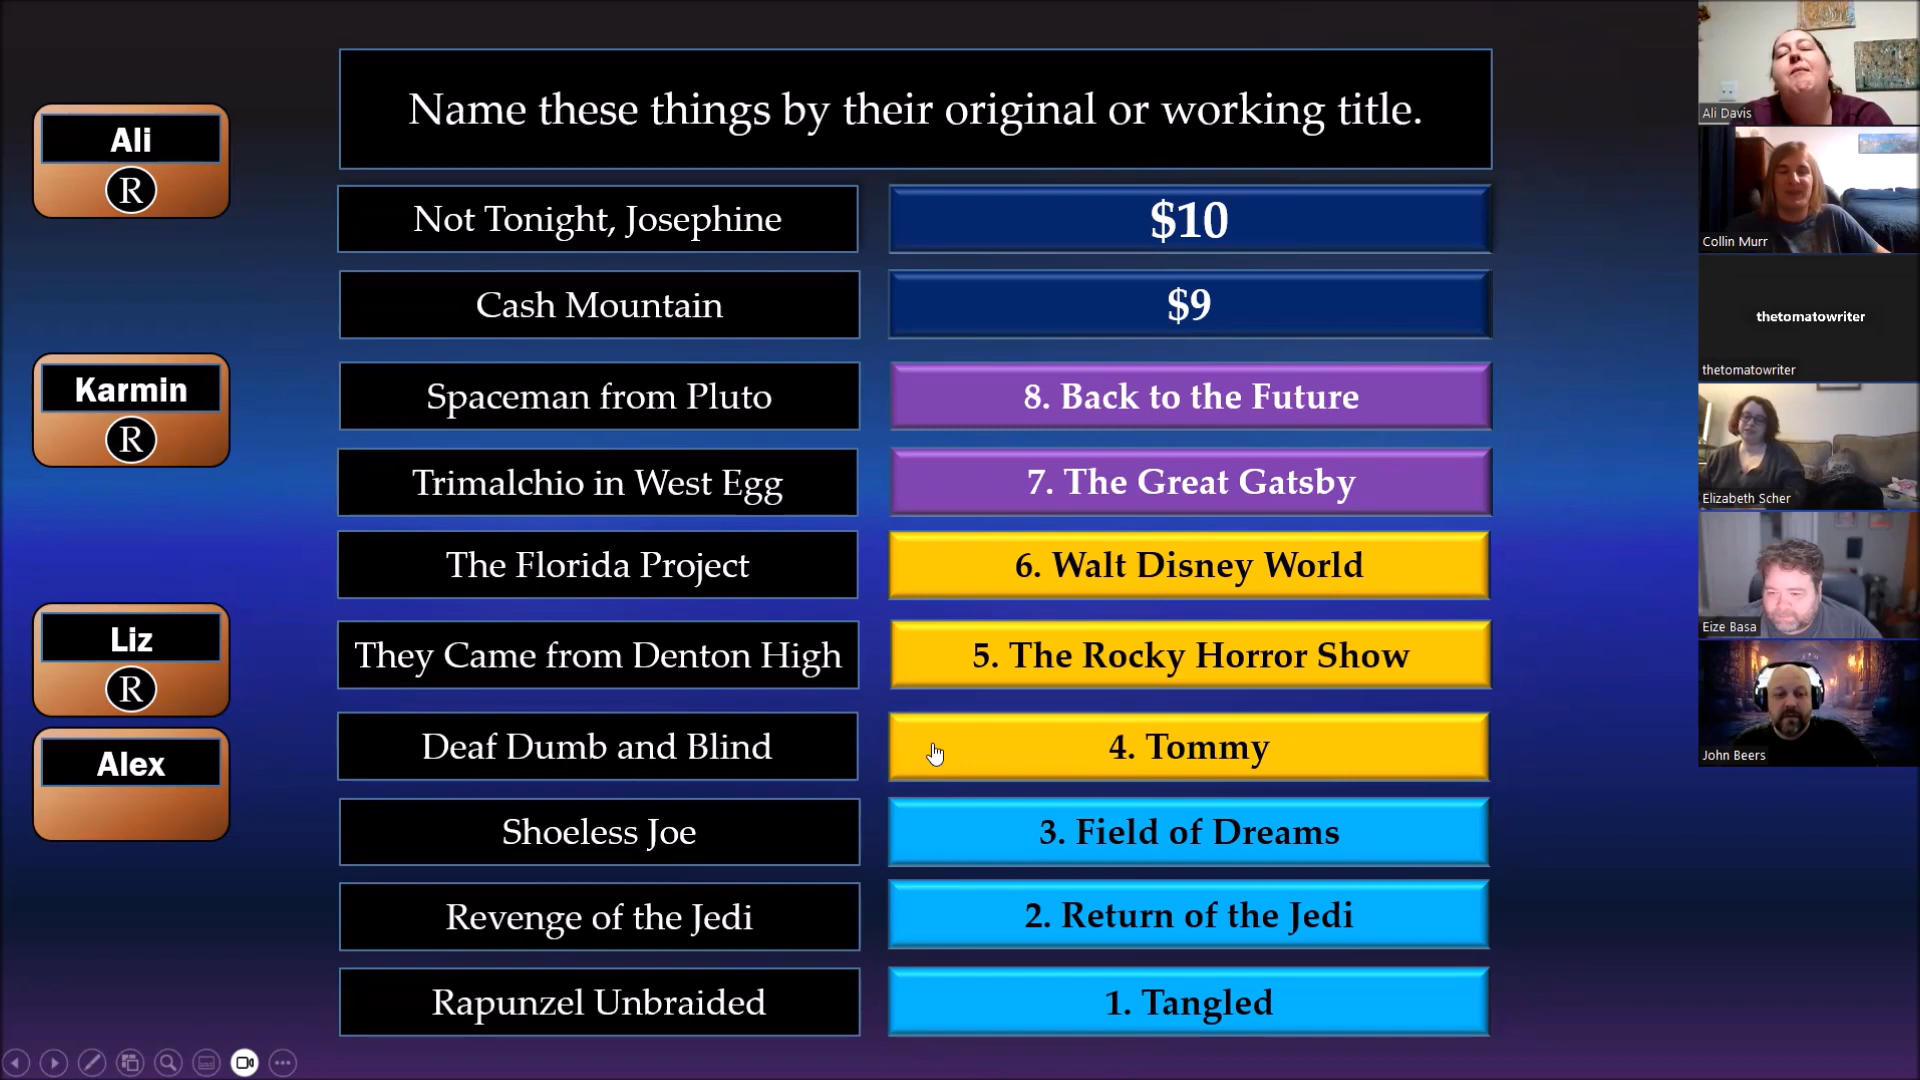 Name these things by their original or working title.
Ali
R
Not Tonight, Josephine
$10
Cash Mountain
$9
Karmin
R
Spaceman from Pluto
8. Back to the Future
Trimalchio in West Egg
7. The Great Gatsby
The Florida Project
6. Walt Disney World
Liz
R
They Came from Denton High
5. The Rocky Horror Show
Alex
Deaf Dumb and Blind
4. Tommy
Shoeless Joe
3. Field of Dreams
Revenge of the Jedi
2. Return of the Jedi
Rapunzel Unbraided
1. Tangled
Ali Davis
Collin Murr
thetomatowriter
thetomatowriter
Elizabeth Scher
Eize Basa
John Beers